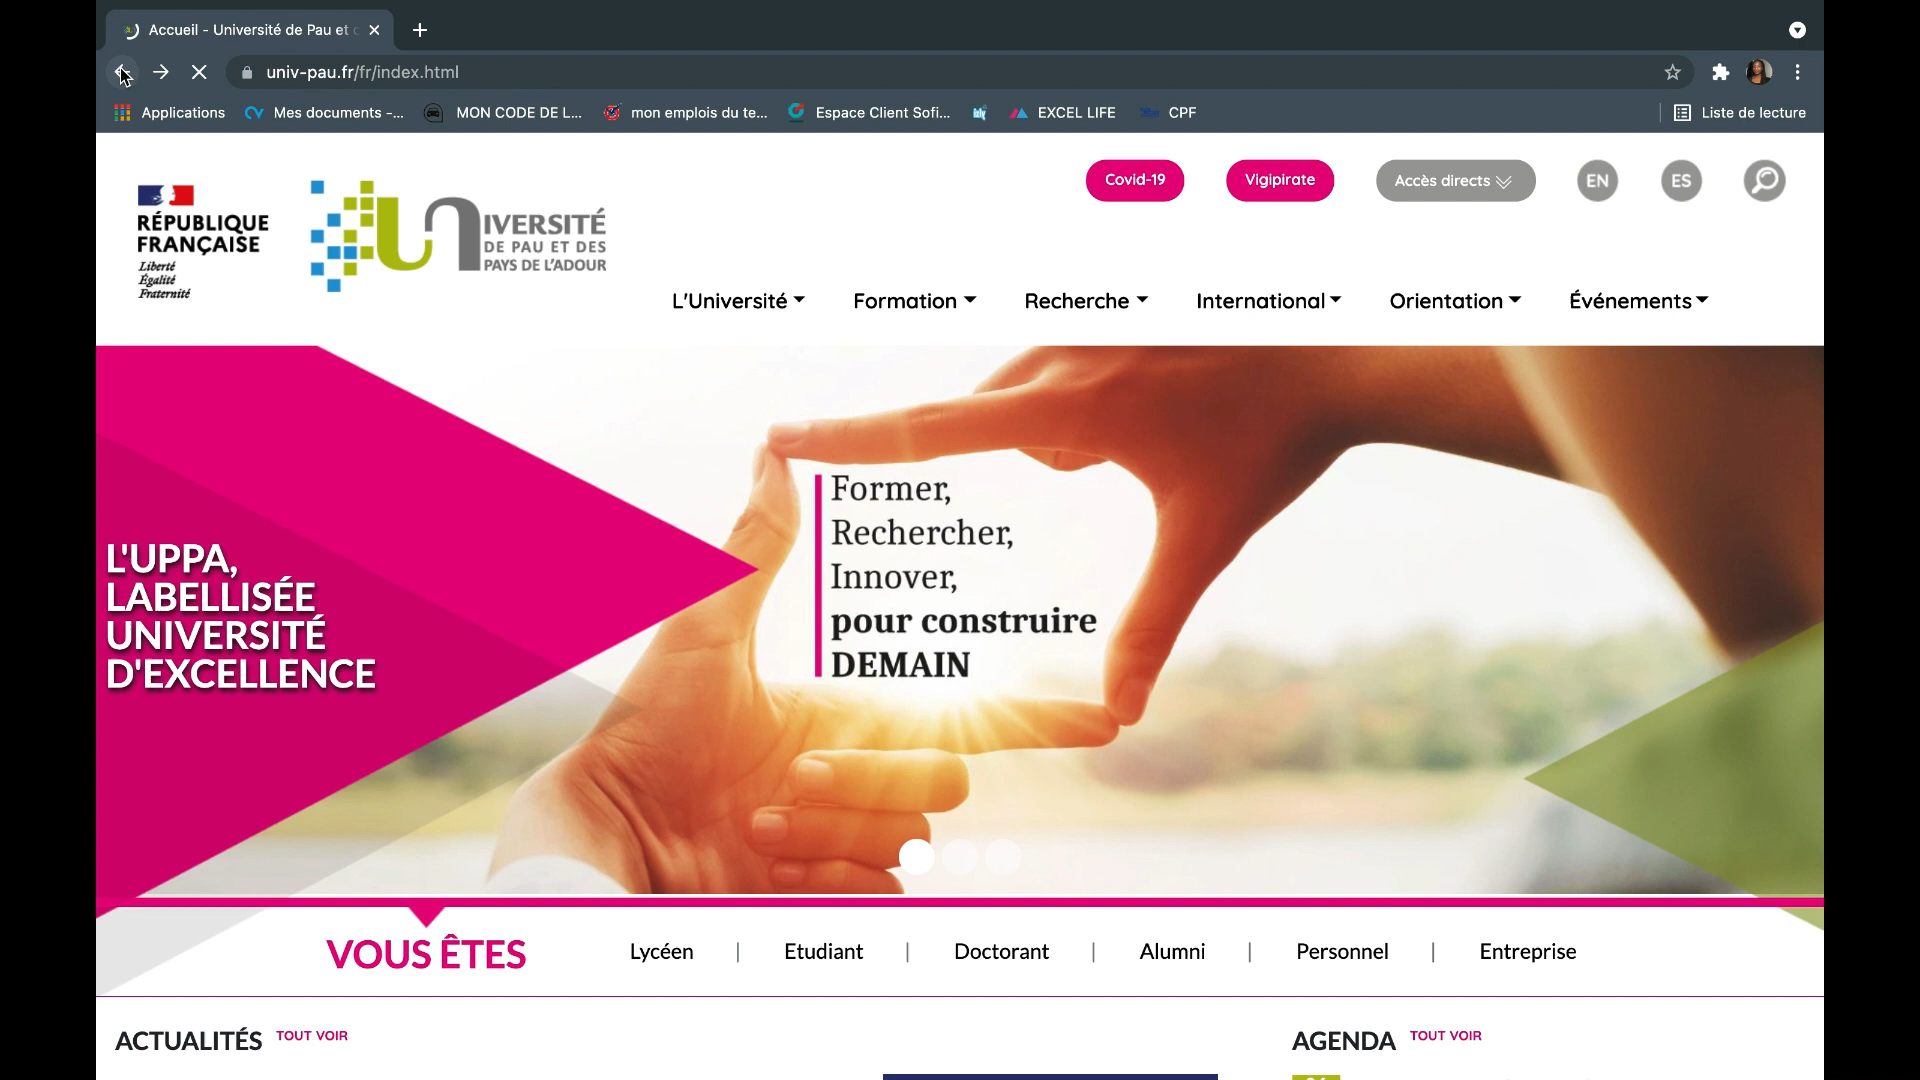 Accueil - Université de Pau et
univ-pau.fr/fr/index.html
Applications
Mes documents -...
MON CODE DE L...
mon emplois du te...
Espace Client Sofi...
EXCEL LIFE
CPF
Liste de lecture
RÉPUBLIQUE
FRANÇAISE
Liberté
Égalité
Fraternité
UNIVERSITÉ
DE PAU ET DES
PAYS DE L'ADOUR
Covid-19
Vigipirate
Accès directs
EN
ES
L'Université
Formation
Recherche
International
Orientation
Événements
Former,
Rechercher,
Innover,
pour construire
DEMAIN
L'UPPA,
LABELLISÉE
UNIVERSITÉ
D'EXCELLENCE
VOUS ÊTES
Lycéen | Etudiant | Doctorant | Alumni | Personnel | Entreprise
ACTUALITÉS TOUT VOIR
AGENDA TOUT VOIR